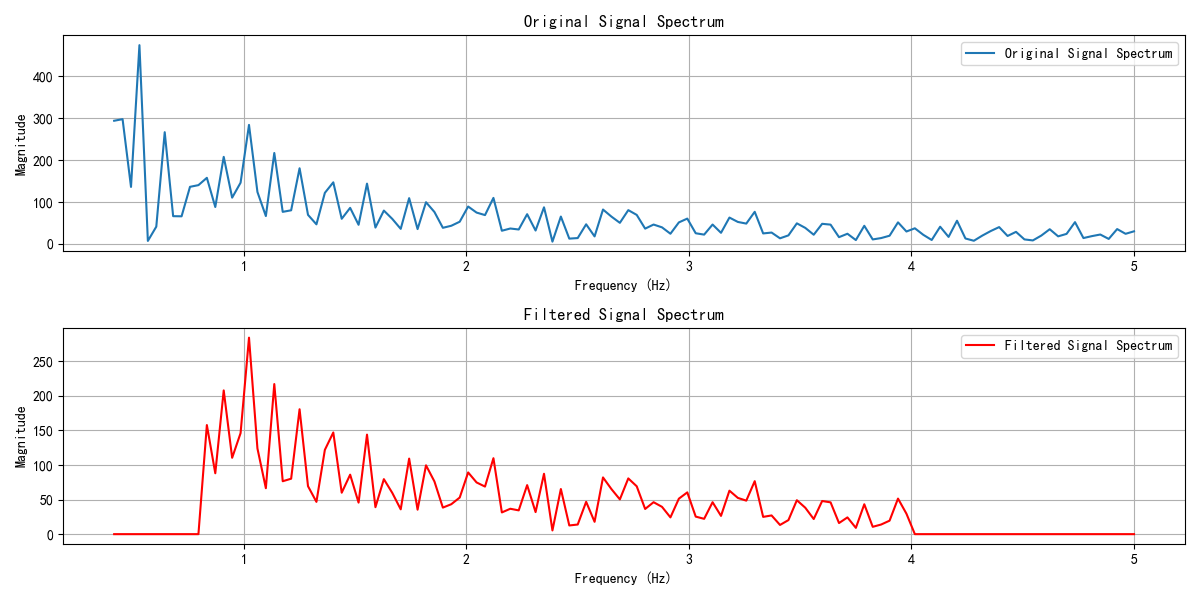 Original Signal Spectrum
Original Signal Spectrum
Magnitude
400
300
200
100
0
1
2
3
4
5
Frequency (Hz)
Filtered Signal Spectrum
Filtered Signal Spectrum
Magnitude
250
200
150
100
50
0
1
2
3
4
5
Frequency (Hz)